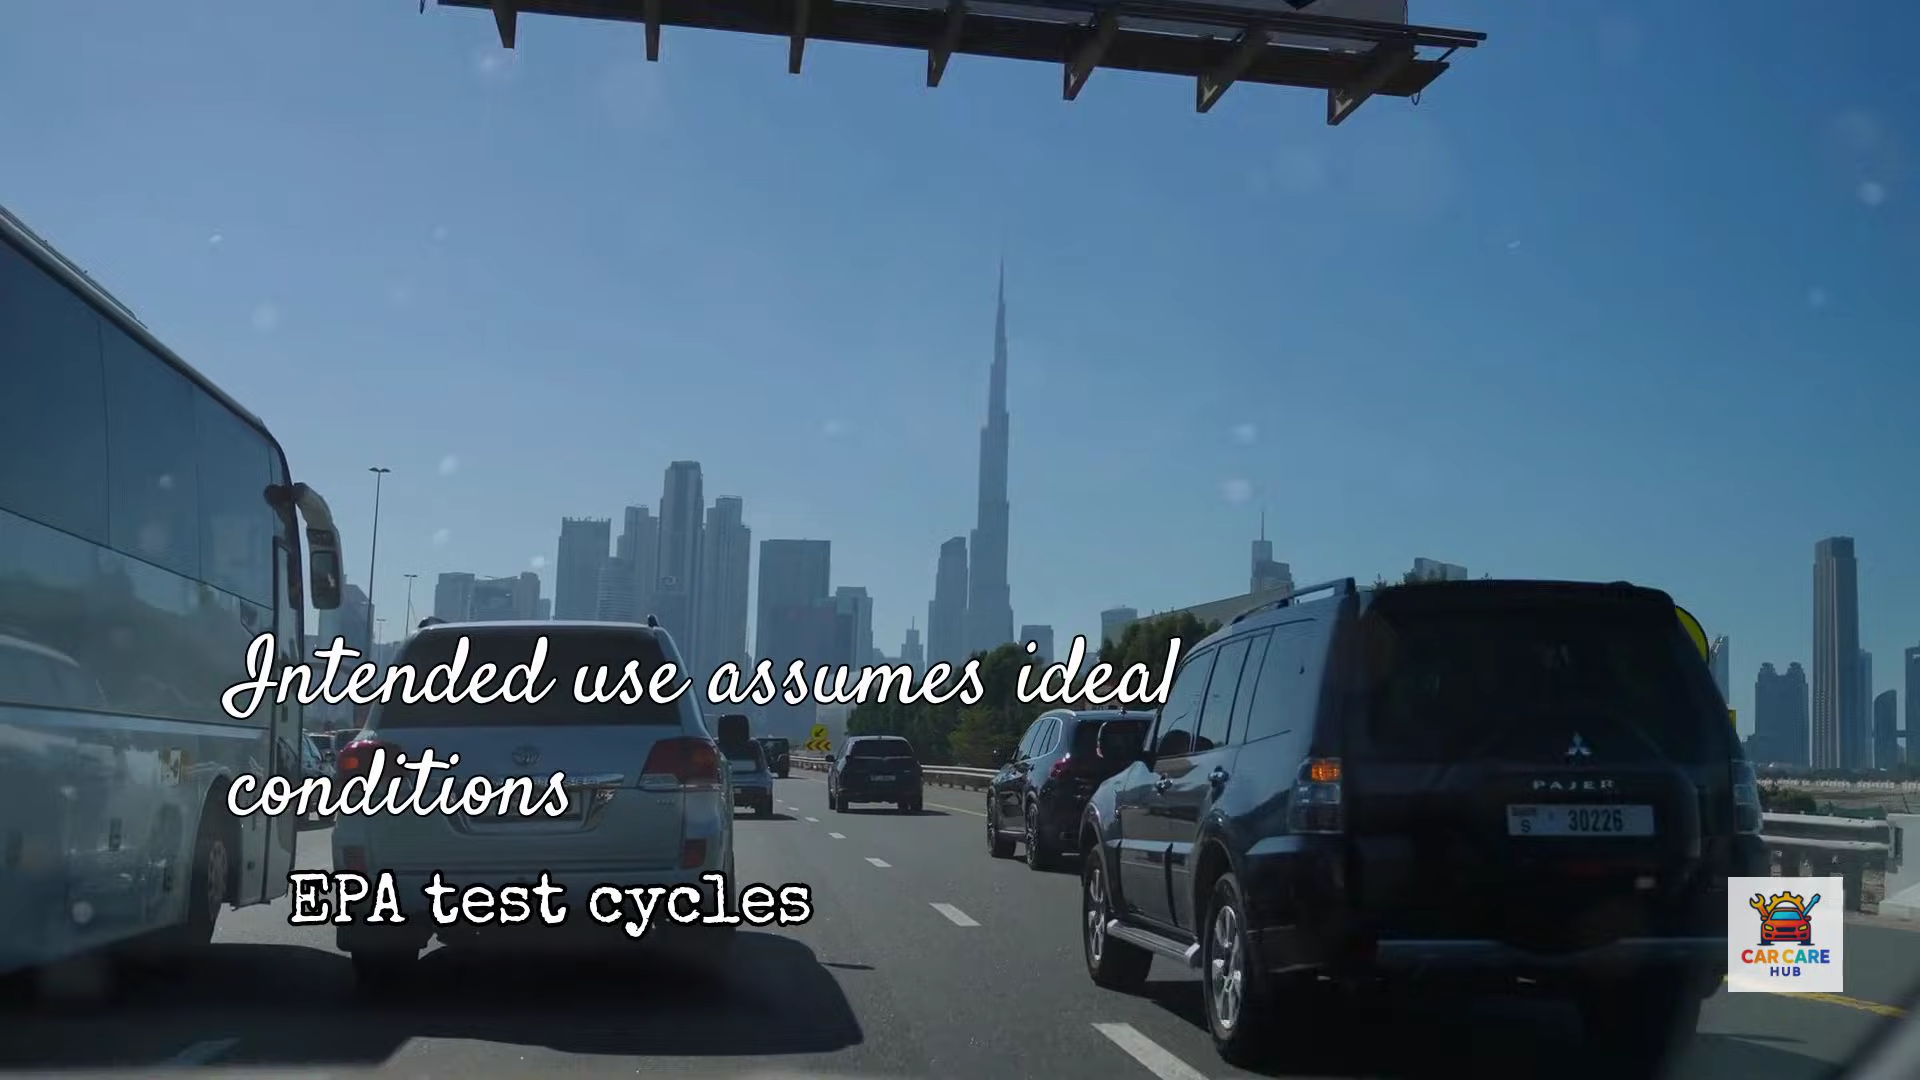 Intended use assumes ideal
conditions
EPA test cycles
PAJER
S 30226
CAR CARE
HUB